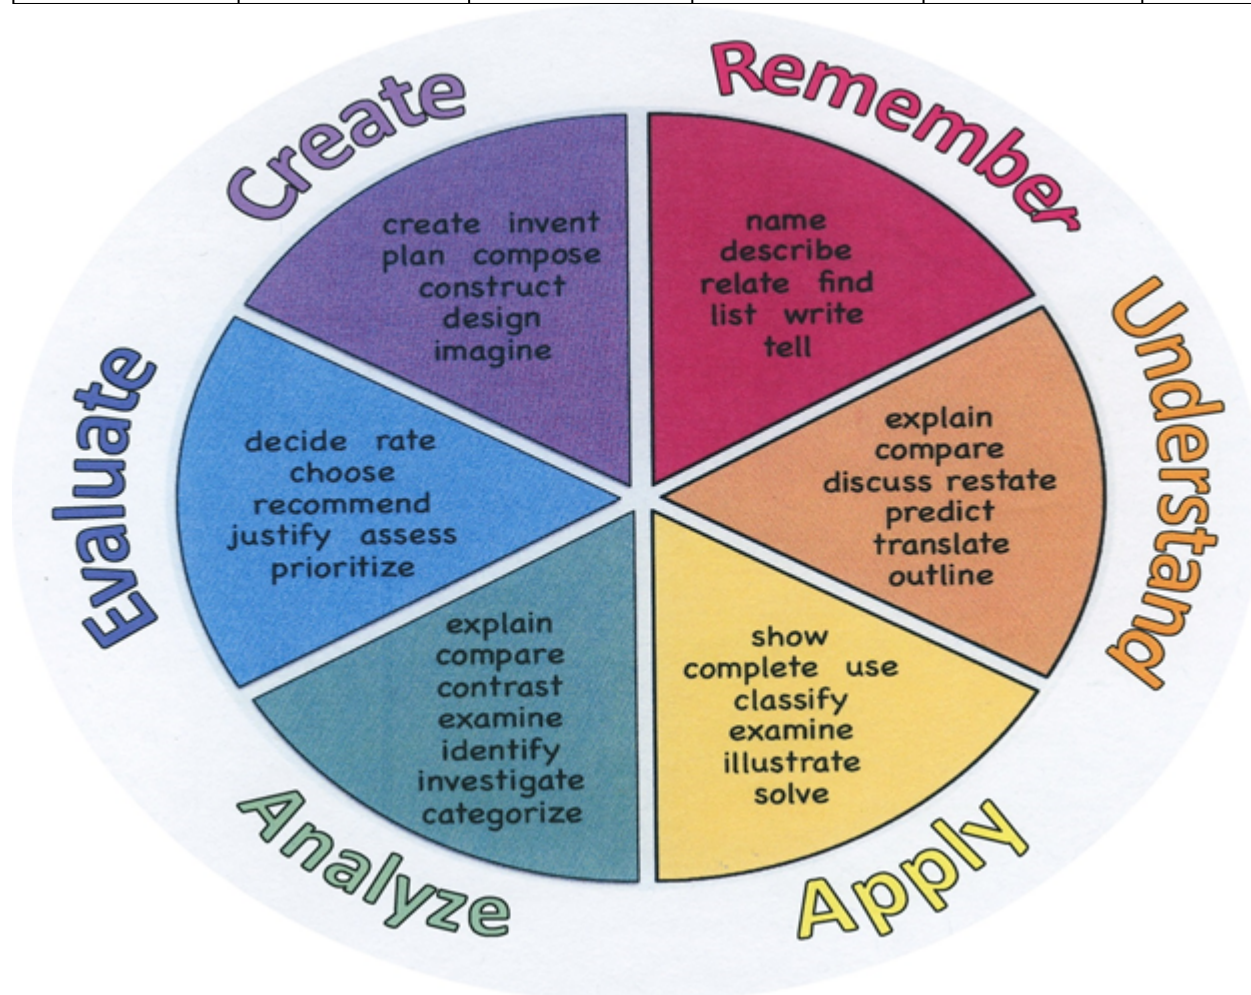 Remember
name
describe
relate find
list write
tell
Understand
explain
compare
discuss restate
predict
translate
outline
Apply
show
complete use
classify
examine
illustrate
solve
Analyze
explain
compare
contrast
examine
identify
investigate
categorize
Evaluate
decide rate
choose
recommend
justify assess
prioritize
Create
create invent
plan compose
construct
design
imagine